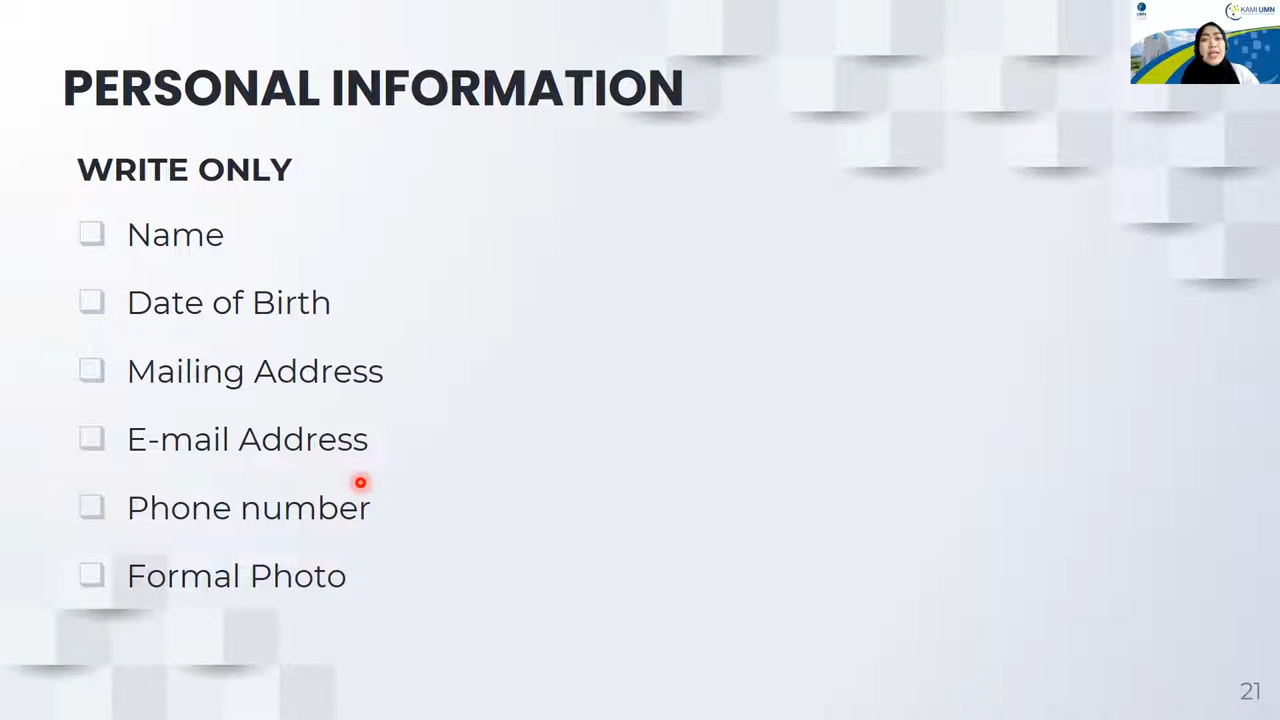 PERSONAL INFORMATION
WRITE ONLY
Name
Date of Birth
Mailing Address
E-mail Address
Phone number
Formal Photo
21
UMN
KAMI UMN